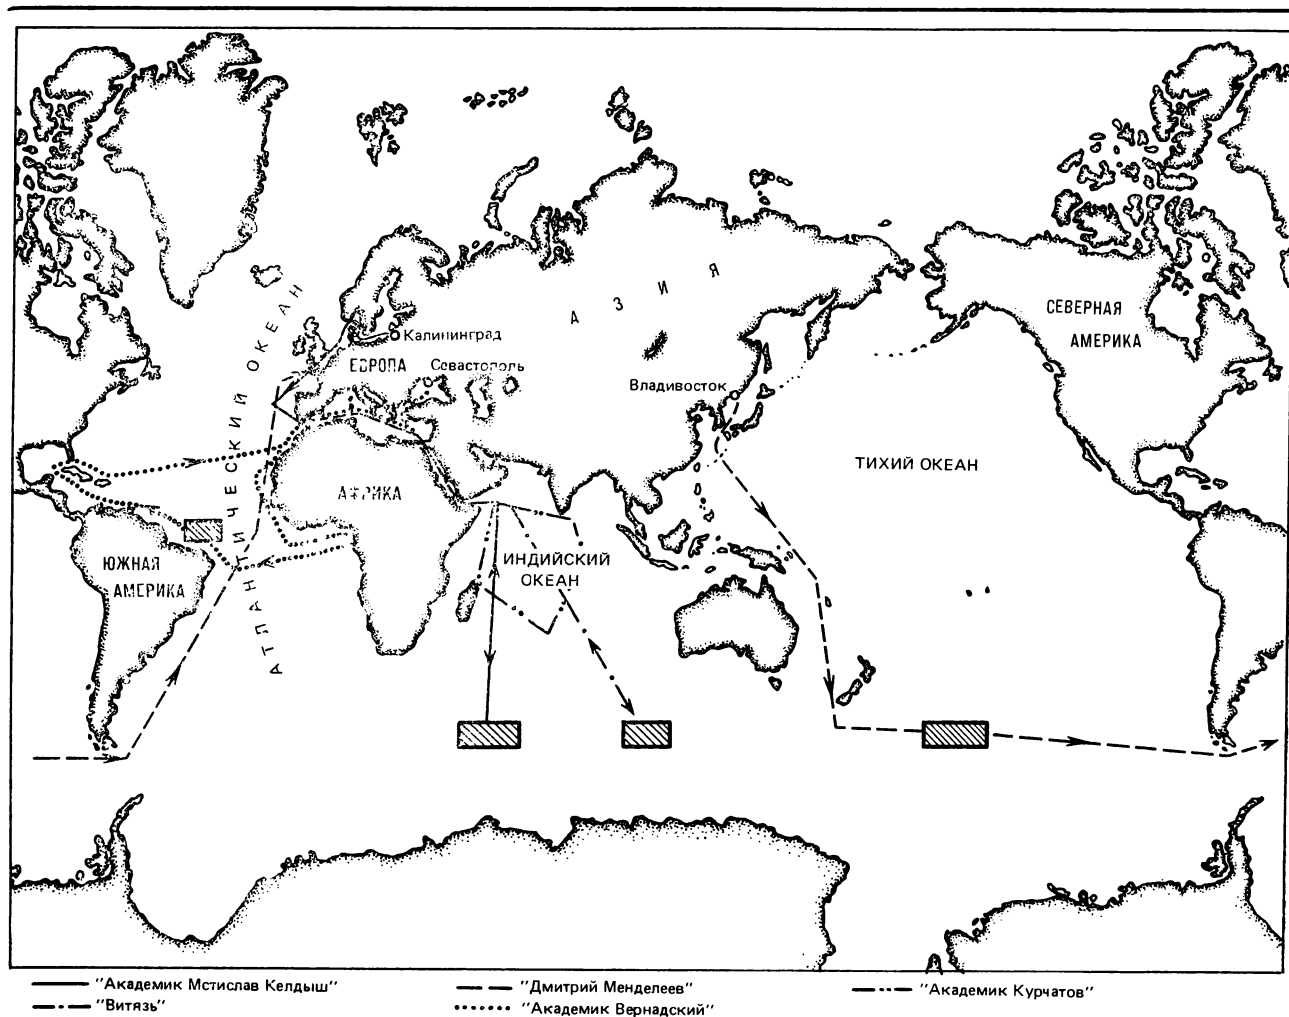 АТЛАНТИЧЕСКИЙ ОКЕАН
Калининград
ЕВРОПА
Севастополь
АЗИЯ
Владивосток
СЕВЕРНАЯ
АМЕРИКА
ТИХИЙ ОКЕАН
АФРИКА
ЮЖНАЯ
АМЕРИКА
ИНДИЙСКИЙ
ОКЕАН
"Академик Мстислав Келдыш"
"Дмитрий Менделеев"
"Академик Курчатов"
"Витязь"
"Академик Вернадский"